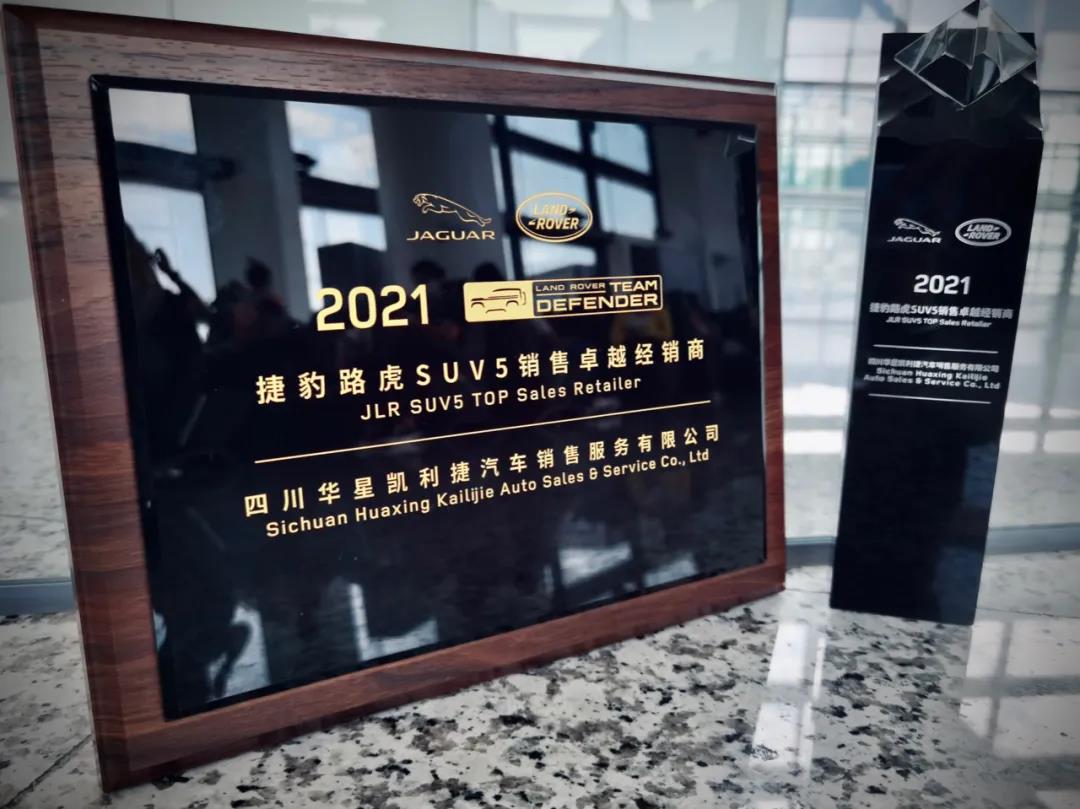 JAGUAR
LAND ROVER
2021
LAND ROVER TEAM
DEFENDER
捷豹路虎SUV5销售卓越经销商
JLR SUV5 TOP Sales Retailer
四川华星凯利捷汽车销售服务有限公司
Sichuan Huaxing Kailijie Auto Sales & Service Co., Ltd
JAGUAR
LAND ROVER
2021
捷豹路虎SUV5销售卓越经销商
JLR SUV5 TOP Sales Retailer
四川华星凯利捷汽车销售服务有限公司
Sichuan Huaxing Kailijie
Auto Sales & Service Co., Ltd